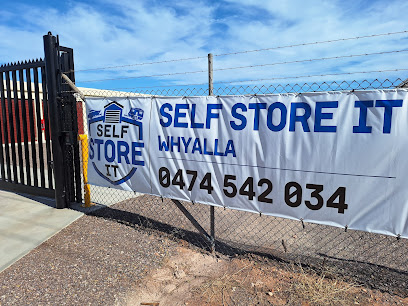 SELF
STORE
IT
SELF STORE IT
WHYALLA
0474 542 034